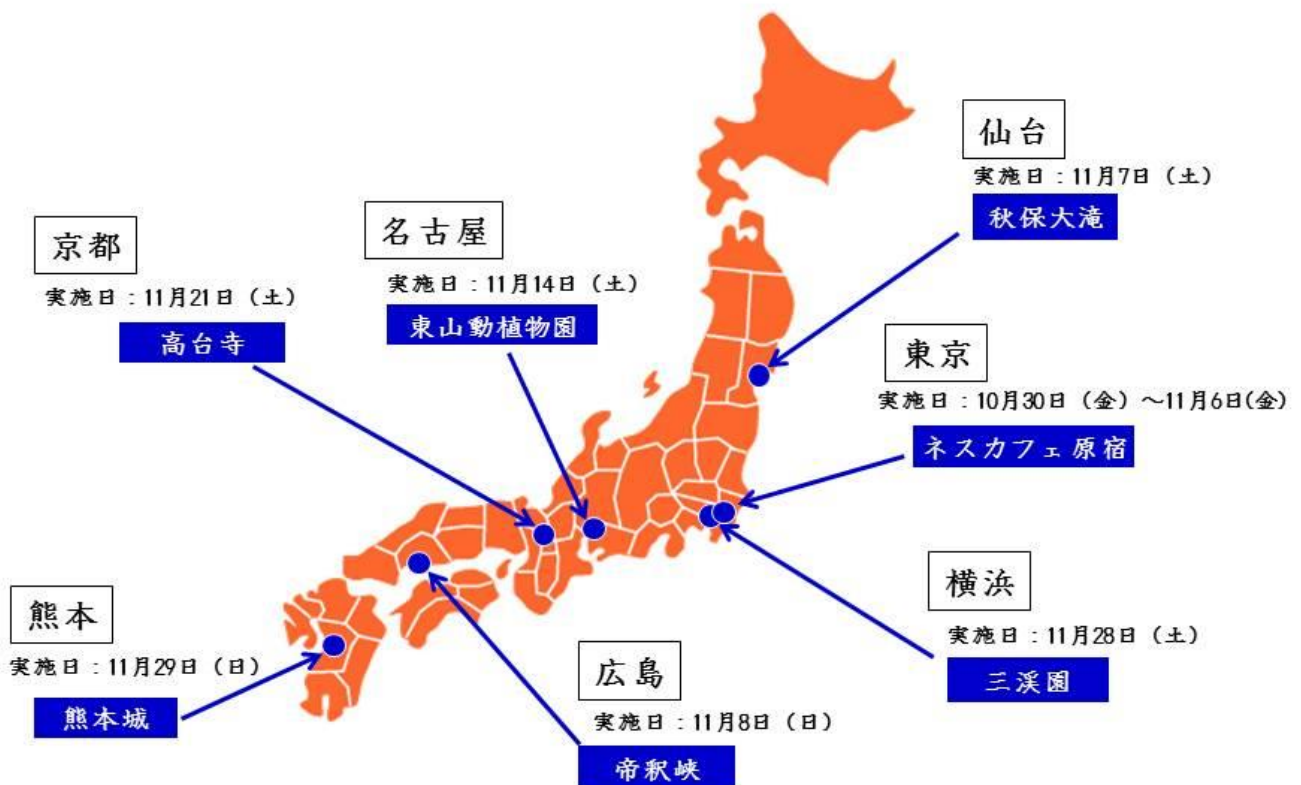 仙台
実施日：11月7日（土）
秋保大滝
京都
実施日：11月21日（土）
高台寺
名古屋
実施日：11月14日（土）
東山動植物園
東京
実施日：10月30日（金）～11月6日(金)
ネスカフェ原宿
横浜
実施日：11月28日（土）
三渓園
熊本
実施日：11月29日（日）
熊本城
広島
実施日：11月8日（日）
帝釈峡